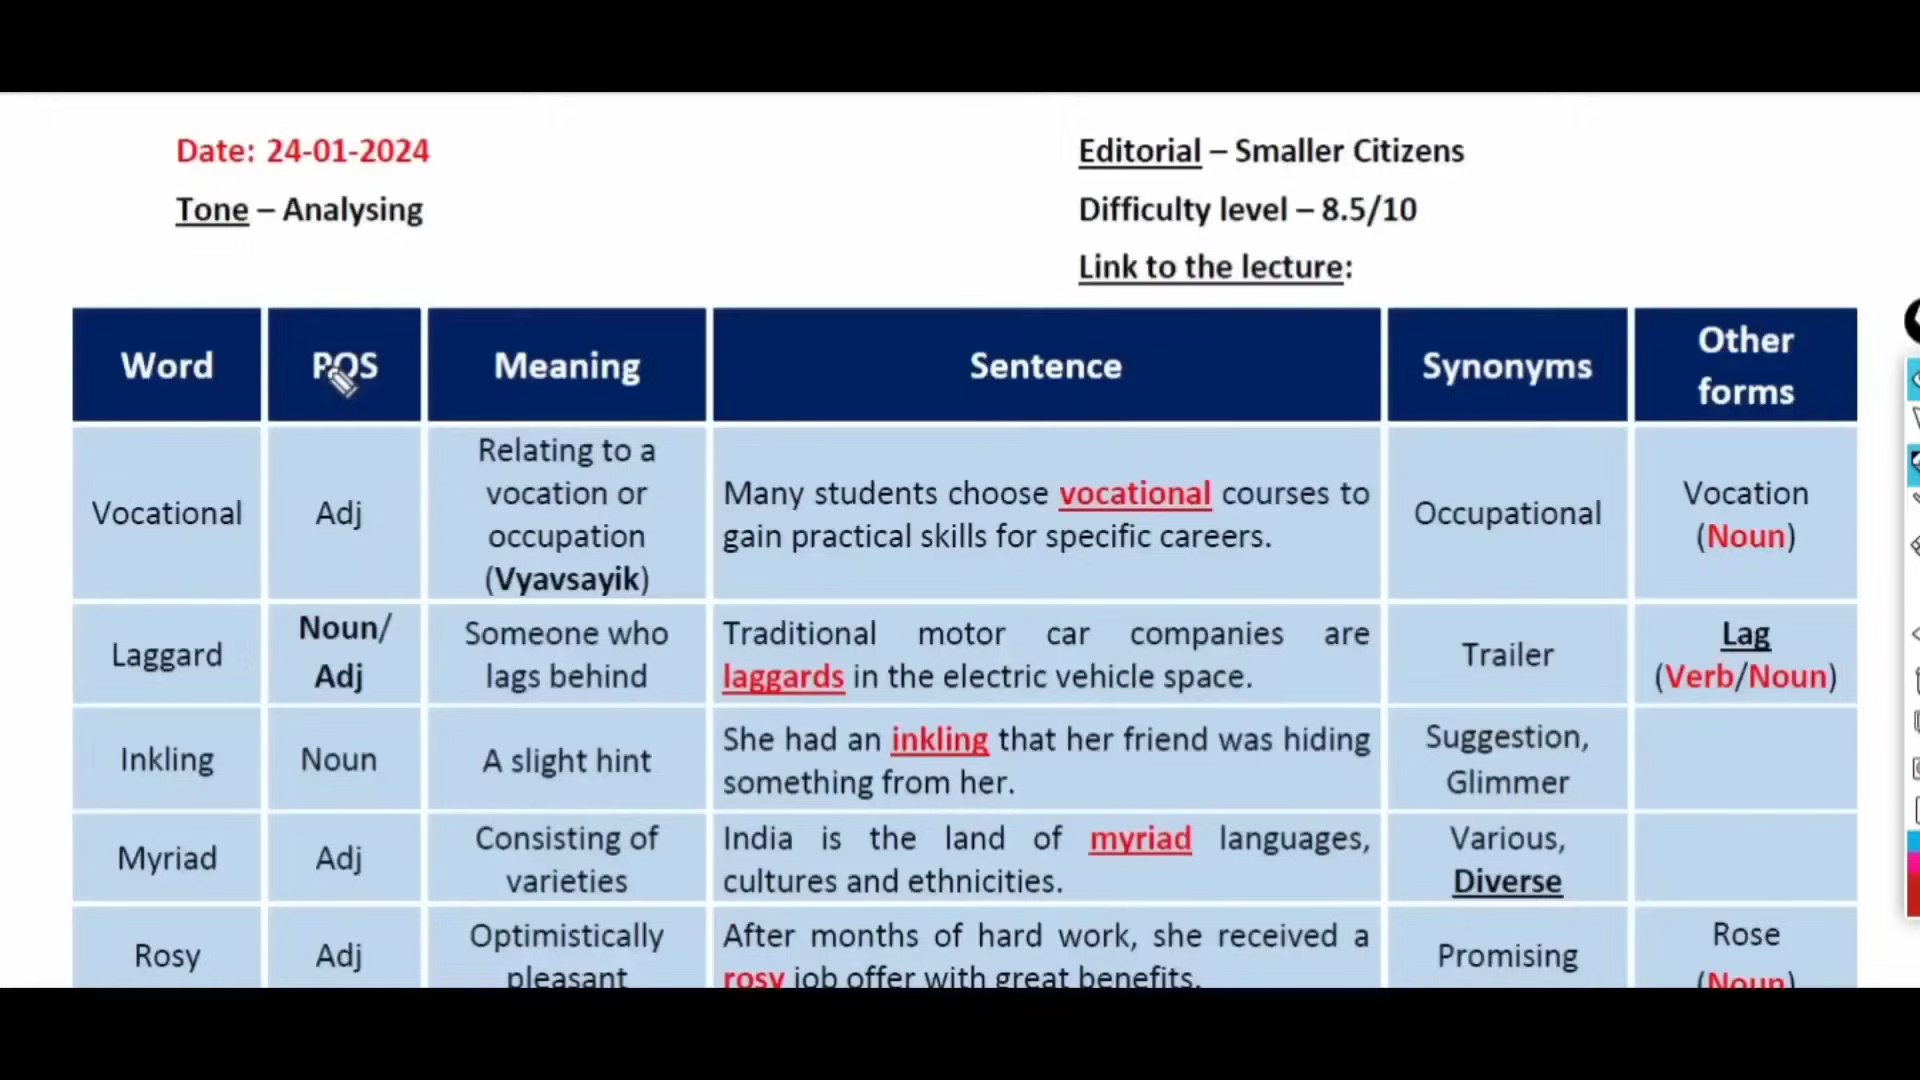 Date: 24-01-2024
Editorial – Smaller Citizens
Tone – Analysing
Difficulty level – 8.5/10
Link to the lecture:
Word POS Meaning Sentence Synonyms Other
forms
Vocational
Adj
Relating to a
vocation or
occupation
(Vyavsayik)
Many students choose vocational courses to
gain practical skills for specific careers.
Occupational
Vocation
(Noun)
Laggard
Noun/
Adj
Someone who
lags behind
Traditional motor car companies are
laggards in the electric vehicle space.
Trailer
Lag
(Verb/Noun)
Inkling
Noun
A slight hint
She had an inkling that her friend was hiding
something from her.
Suggestion,
Glimmer
Myriad
Adj
Consisting of
varieties
India is the land of myriad languages,
cultures and ethnicities.
Various,
Diverse
Rosy
Adj
Optimistically
pleasant
After months of hard work, she received a
rosy job offer with great benefits.
Promising
Rose
(Noun)